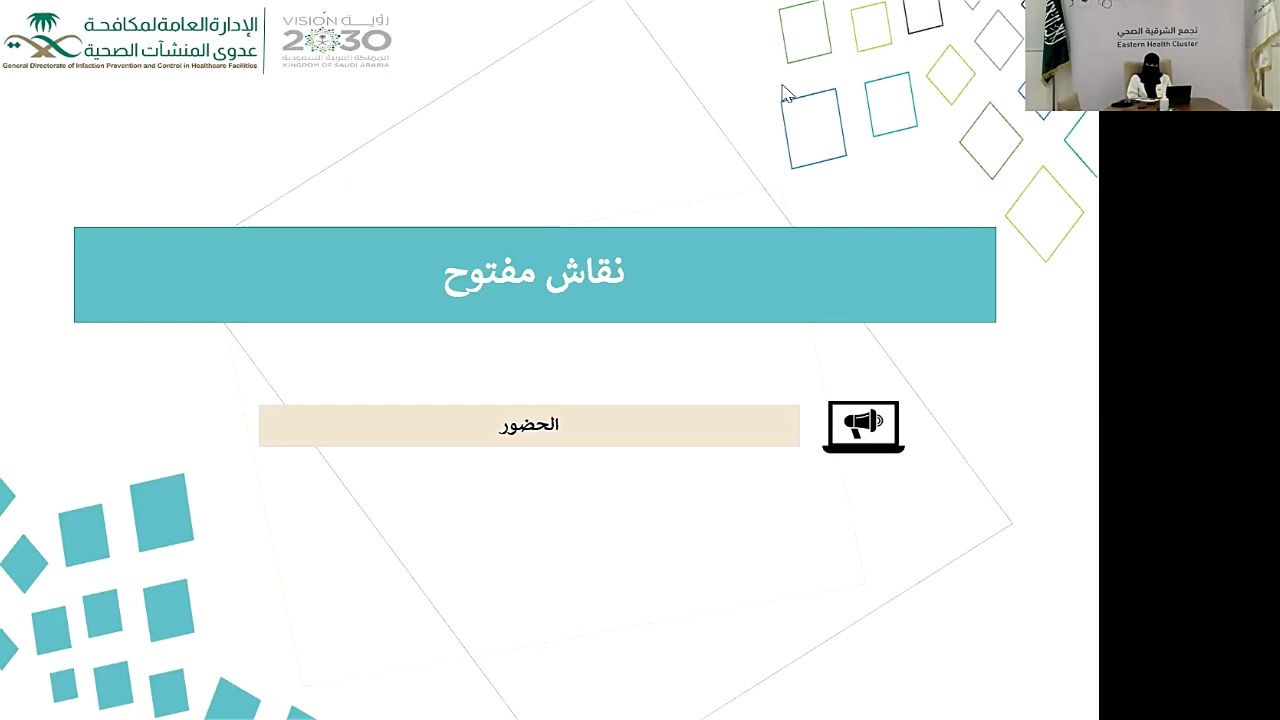 الإدارة العامة لمكافحة
عدوى المنشآت الصحية
General Directorate of Infection Prevention and Control in Healthcare Facilities
VISION رؤيــة
2030
المملكة العربية السعودية
KINGDOM OF SAUDI ARABIA
تجمع الشرقية الصحي
Eastern Health Cluster
نقاش مفتوح
الحضور